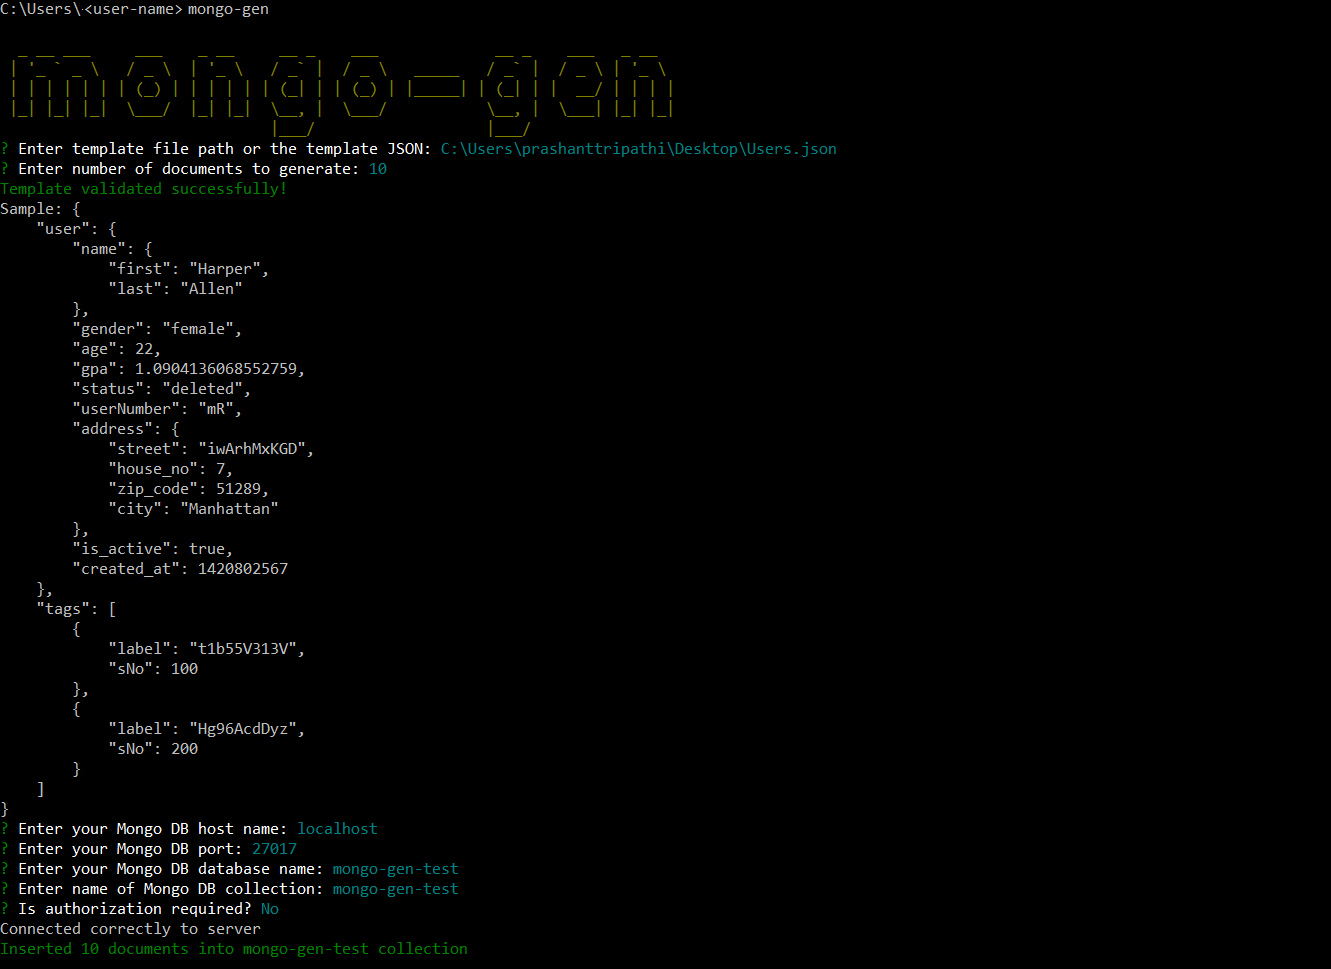 C:\Users\<user-name> mongo-gen
mongo-gen
? Enter template file path or the template JSON: C:\Users\prashanttripathi\Desktop\Users.json
? Enter number of documents to generate: 10
Template validated successfully!
Sample: {
    "user": {
        "name": {
            "first": "Harper",
            "last": "Allen"
        },
        "gender": "female",
        "age": 22,
        "gpa": 1.0904136068552759,
        "status": "deleted",
        "userNumber": "mR",
        "address": {
            "street": "iwArhMxKGD",
            "house_no": 7,
            "zip_code": 51289,
            "city": "Manhattan"
        },
        "is_active": true,
        "created_at": 1420802567
    },
    "tags": [
        {
            "label": "t1b55V313V",
            "sNo": 100
        },
        {
            "label": "Hg96AcdDyz",
            "sNo": 200
        }
    ]
}
? Enter your Mongo DB host name: localhost
? Enter your Mongo DB port: 27017
? Enter your Mongo DB database name: mongo-gen-test
? Enter name of Mongo DB collection: mongo-gen-test
? Is authorization required? No
Connected correctly to server
Inserted 10 documents into mongo-gen-test collection